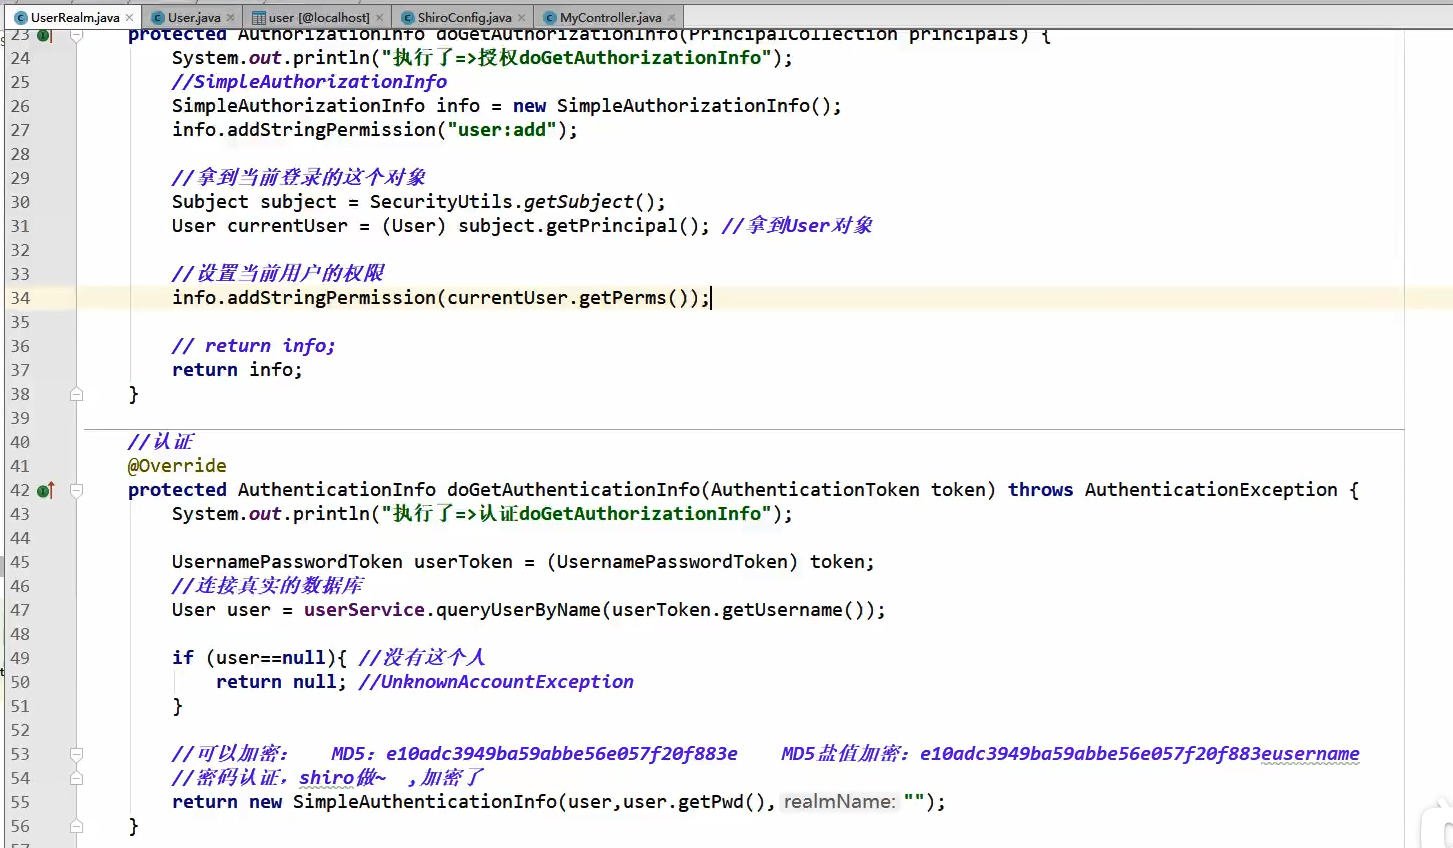 UserRealm.java × User.java × user [@localhost] × ShiroConfig.java × MyController.java ×
23 protected AuthorizationInfo doGetAuthorizationInfo(PrincipalCollection principals) {
24 System.out.println("执行了=>授权doGetAuthorizationInfo");
25 //SimpleAuthorizationInfo
26 SimpleAuthorizationInfo info = new SimpleAuthorizationInfo();
27 info.addStringPermission("user:add");
28
29 //拿到当前登录的这个对象
30 Subject subject = SecurityUtils.getSubject();
31 User currentUser = (User) subject.getPrincipal(); //拿到User对象
32
33 //设置当前用户的权限
34 info.addStringPermission(currentUser.getPerms());
35
36 // return info;
37 return info;
38 }
39
40 //认证
41 @Override
42 protected AuthenticationInfo doGetAuthenticationInfo(AuthenticationToken token) throws AuthenticationException {
43 System.out.println("执行了=>认证doGetAuthorizationInfo");
44
45 UsernamePasswordToken userToken = (UsernamePasswordToken) token;
46 //连接真实的数据库
47 User user = userService.queryUserByName(userToken.getUsername());
48
49 if (user==null){ //没有这个人
50 return null; //UnknownAccountException
51 }
52
53 //可以加密： MD5：e10adc3949ba59abbe56e057f20f883e MD5盐值加密：e10adc3949ba59abbe56e057f20f883eusername
54 //密码认证，shiro做~ ,加密了
55 return new SimpleAuthenticationInfo(user,user.getPwd(), realmName: "");
56 }